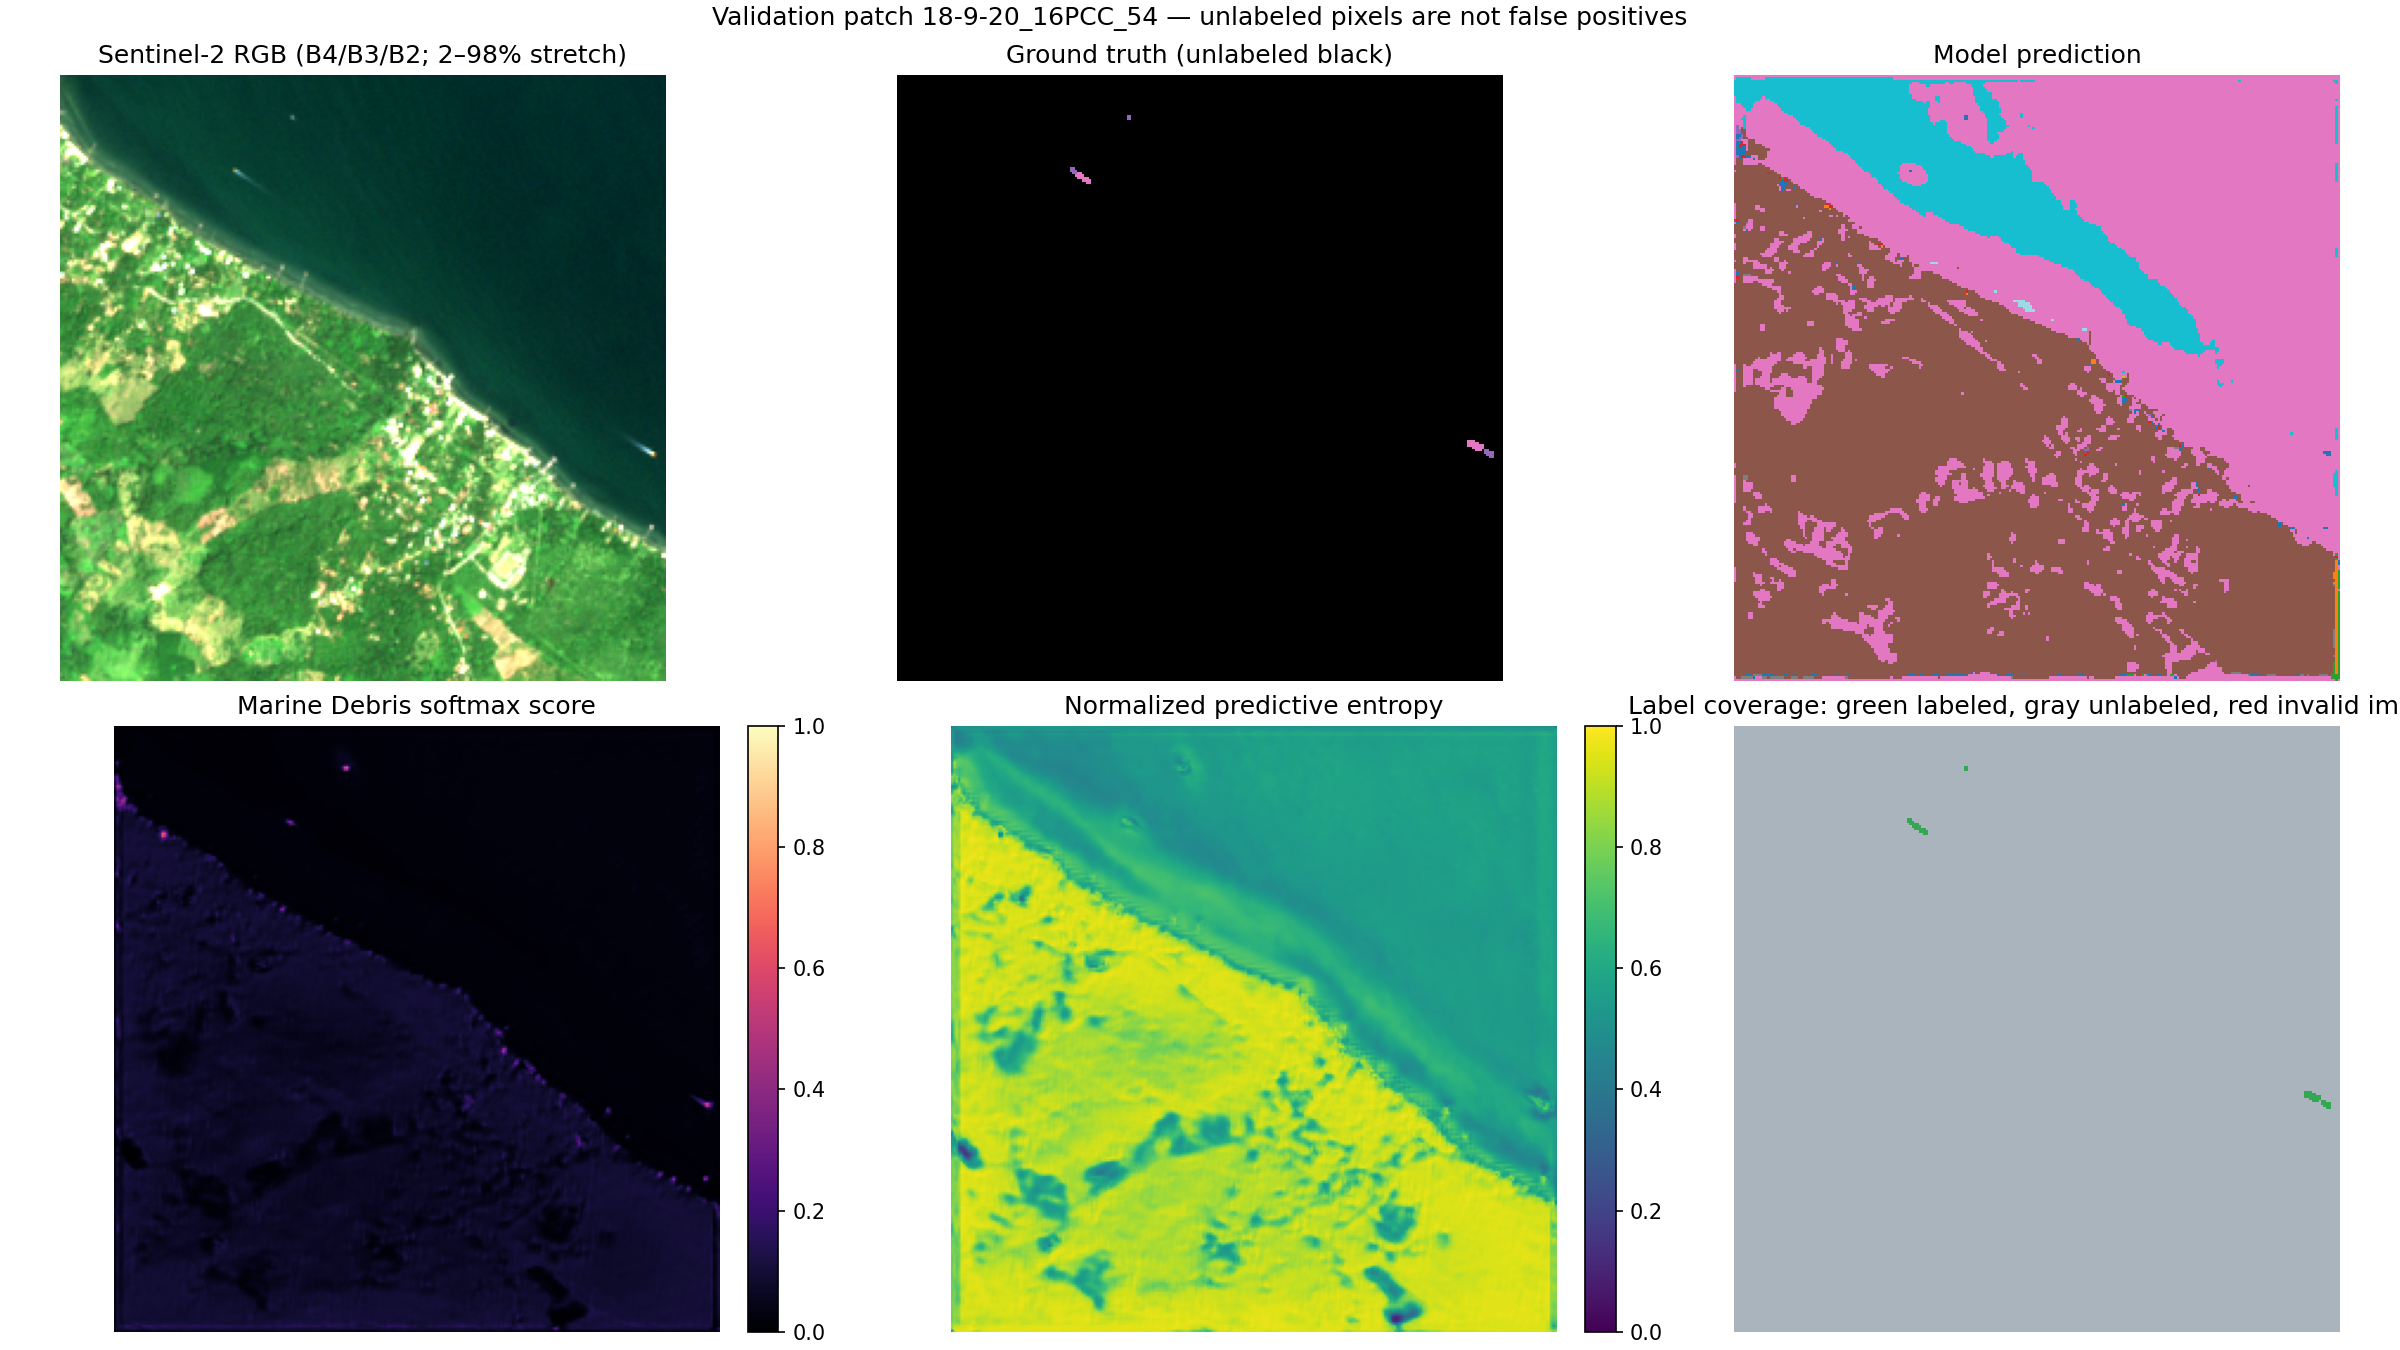 Validation patch 18-9-20_16PCC_54 — unlabeled pixels are not false positives
Sentinel-2 RGB (B4/B3/B2; 2–98% stretch)
Ground truth (unlabeled black)
Model prediction
Marine Debris softmax score
Normalized predictive entropy
Label coverage: green labeled, gray unlabeled, red invalid im
1.0
0.8
0.6
0.4
0.2
0.0
1.0
0.8
0.6
0.4
0.2
0.0